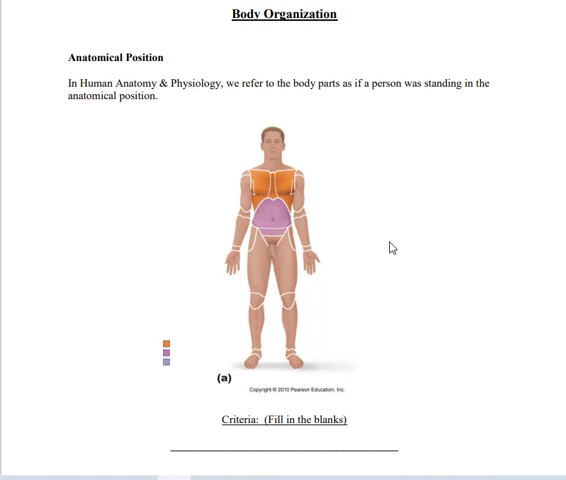 Body Organization
Anatomical Position
In Human Anatomy & Physiology, we refer to the body parts as if a person was standing in the
anatomical position.
(a)
Copyright © 2010 Pearson Education, Inc.
Criteria: (Fill in the blanks)